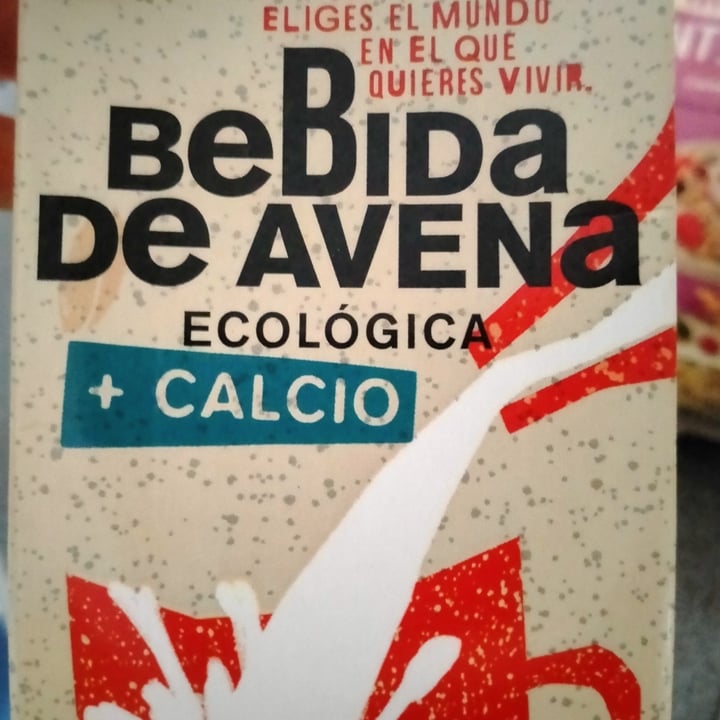 ELIGES EL MUNDO
EN EL QUE
QUIERES VIVIR.
BeBIDa
De AVENa
ECOLÓGICA
+ CALCIO